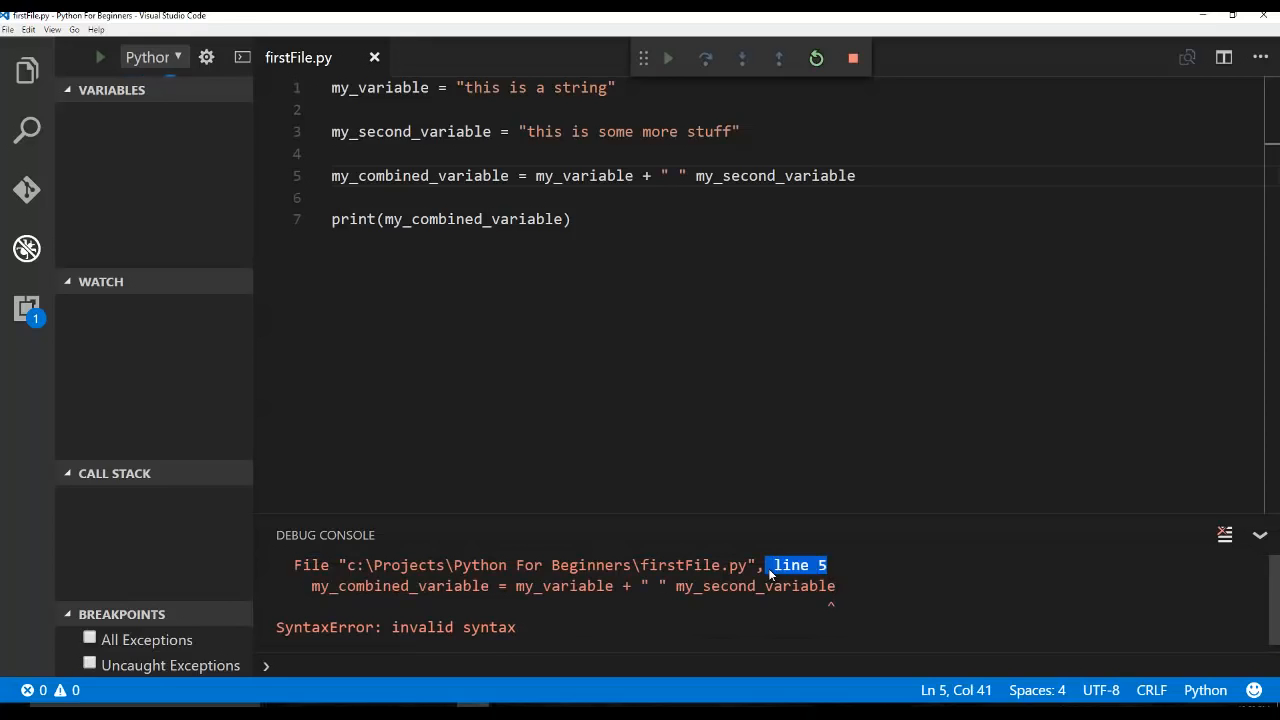 firstFile.py - Python For Beginners - Visual Studio Code
File Edit View Go Help
Python
firstFile.py
VARIABLES
1 my_variable = "this is a string"
2
3 my_second_variable = "this is some more stuff"
4
5 my_combined_variable = my_variable + " " my_second_variable
6
7 print(my_combined_variable)
WATCH
1
CALL STACK
BREAKPOINTS
All Exceptions
Uncaught Exceptions
DEBUG CONSOLE
File "c:\Projects\Python For Beginners\firstFile.py", line 5
my_combined_variable = my_variable + " " my_second_variable
^
SyntaxError: invalid syntax
0 0 Ln 5, Col 41 Spaces: 4 UTF-8 CRLF Python